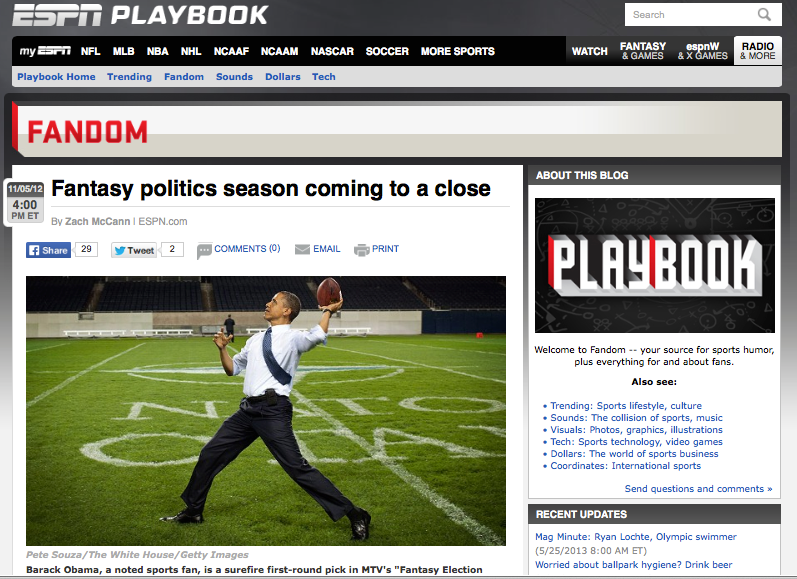 ESPN PLAYBOOK
Search
my ESPN NFL MLB NBA NHL NCAAF NCAAM NASCAR SOCCER MORE SPORTS WATCH FANTASY & GAMES espnW & X GAMES RADIO & MORE
Playbook Home Trending Fandom Sounds Dollars Tech
FANDOM
11/05/12
4:00
PM ET
Fantasy politics season coming to a close
By Zach McCann | ESPN.com
Share 29 Tweet 2 COMMENTS (0) EMAIL PRINT
NATO
Pete Souza/The White House/Getty Images
Barack Obama, a noted sports fan, is a surefire first-round pick in MTV's "Fantasy Election
ABOUT THIS BLOG
PLAYBOOK
Welcome to Fandom -- your source for sports humor,
plus everything for and about fans.
Also see:
• Trending: Sports lifestyle, culture
• Sounds: The collision of sports, music
• Visuals: Photos, graphics, illustrations
• Tech: Sports technology, video games
• Dollars: The world of sports business
• Coordinates: International sports
Send questions and comments »
RECENT UPDATES
Mag Minute: Ryan Lochte, Olympic swimmer
(5/25/2013 8:00 AM ET)
Worried about ballpark hygiene? Drink beer